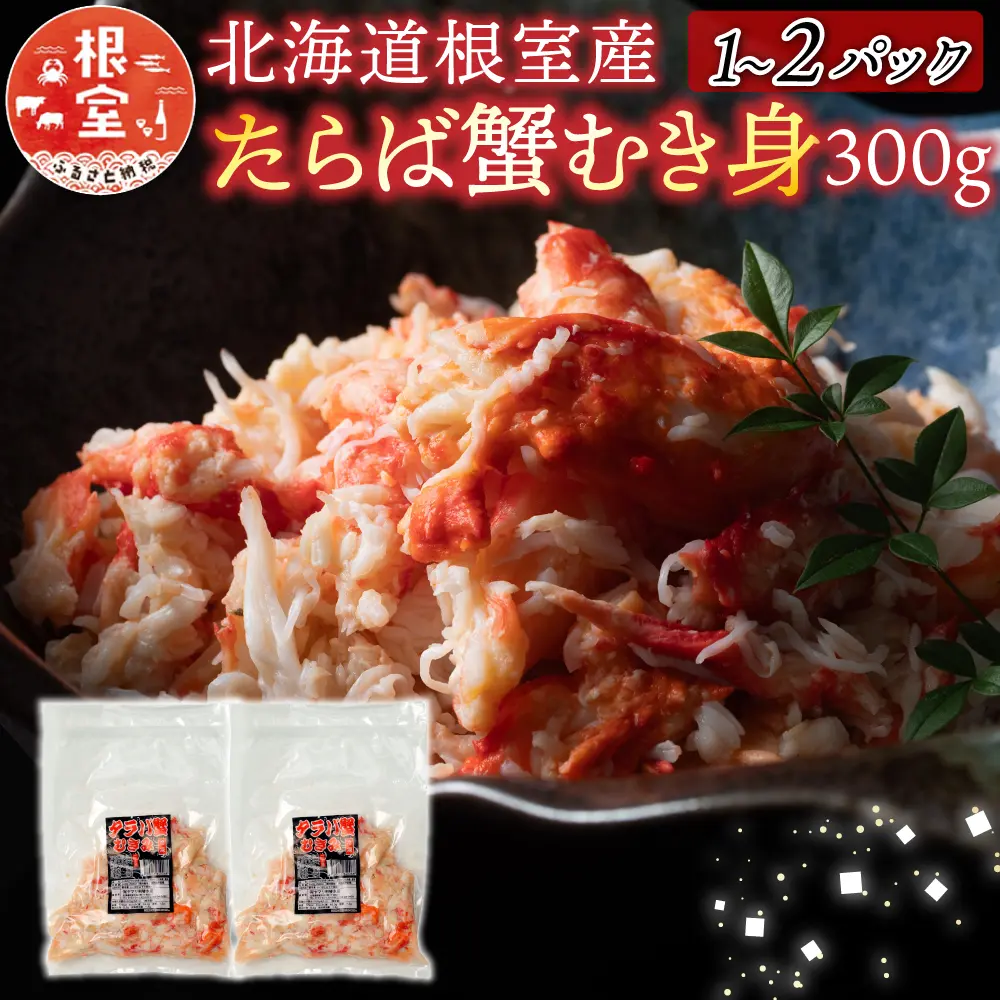 根室
ふるさと納税
北海道根室産
1~2パック
たらば蟹むき身300g
タラバ蟹
むき身
タラバ蟹
むき身